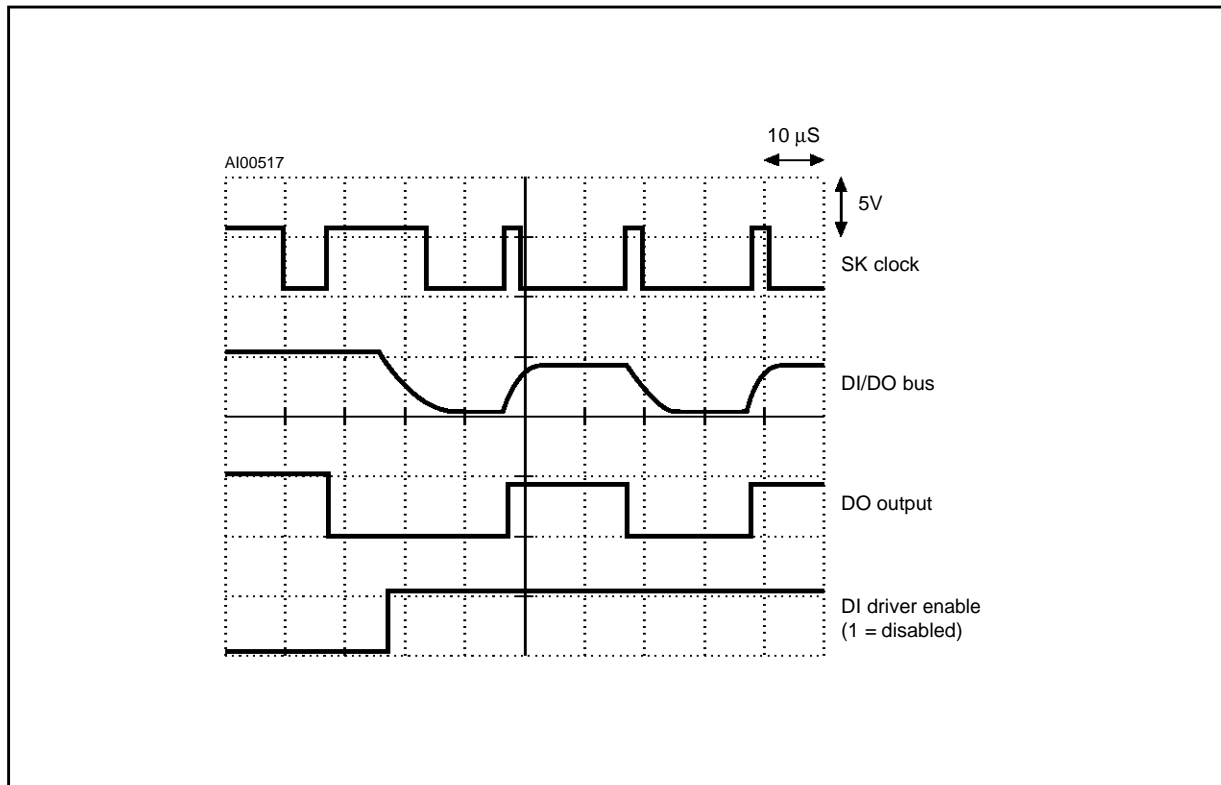 10 μS
AI00517
5V
SK clock
DI/DO bus
DO output
DI driver enable
(1 = disabled)